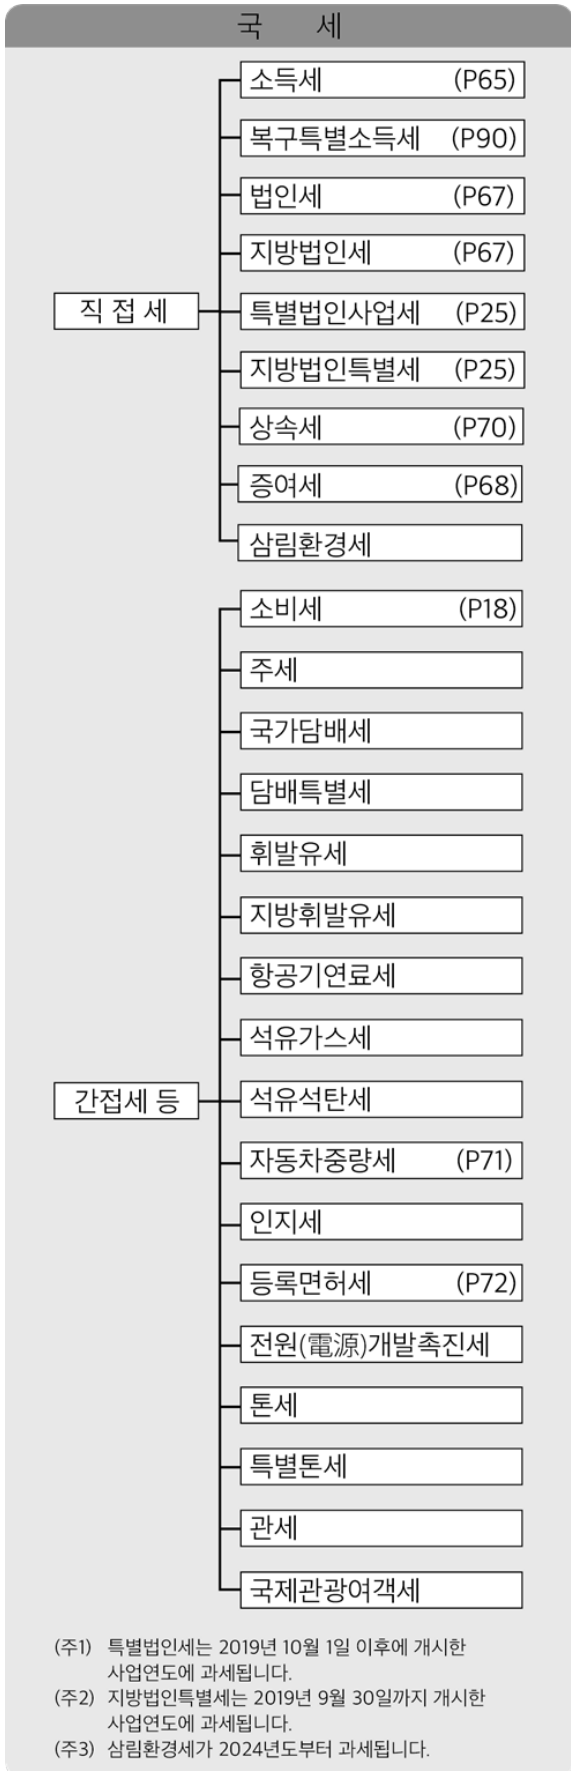 국 세
직 접 세
소득세 (P65)
복구특별소득세 (P90)
법인세 (P67)
지방법인세 (P67)
특별법인사업세 (P25)
지방법인특별세 (P25)
상속세 (P70)
증여세 (P68)
삼림환경세
간접세 등
소비세 (P18)
주세
국가담배세
담배특별세
휘발유세
지방휘발유세
항공기연료세
석유가스세
석유석탄세
자동차중량세 (P71)
인지세
등록면허세 (P72)
전원(電源)개발촉진세
톤세
특별톤세
관세
국제관광여객세
(주1) 특별법인세는 2019년 10월 1일 이후에 개시한
사업연도에 과세됩니다.
(주2) 지방법인특별세는 2019년 9월 30일까지 개시한
사업연도에 과세됩니다.
(주3) 삼림환경세가 2024년도부터 과세됩니다.